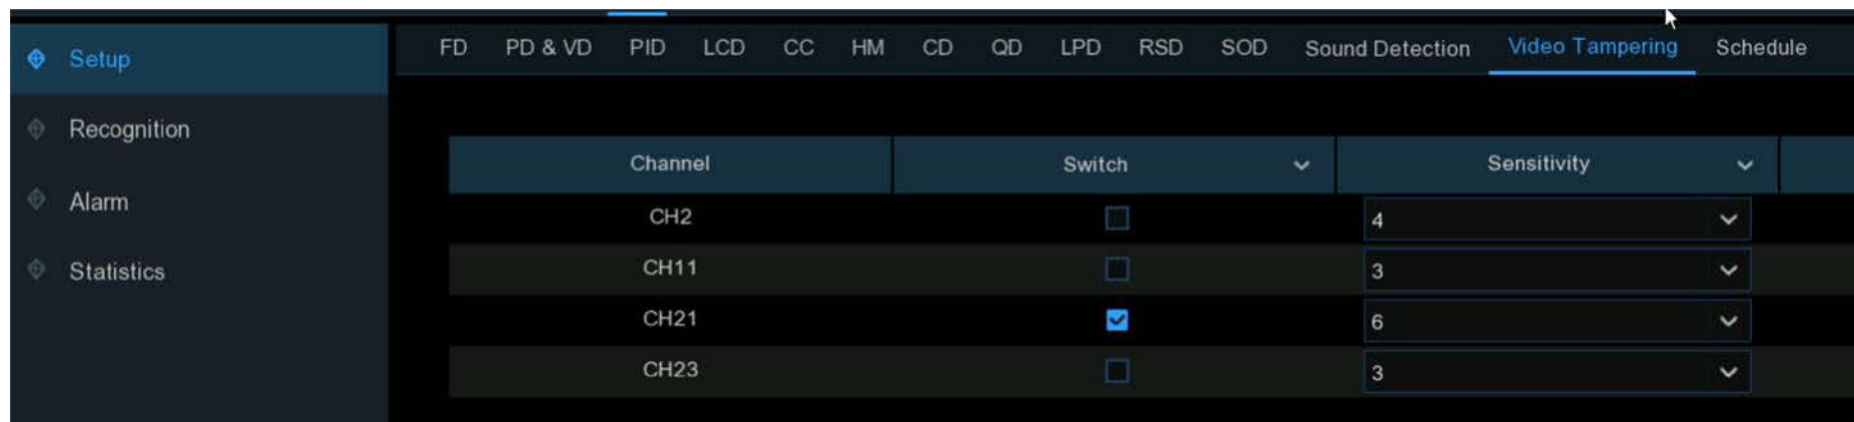 Setup
Recognition
Alarm
Statistics
FD PD & VD PID LCD CC HM CD QD LPD RSD SOD Sound Detection Video Tampering Schedule
Channel Switch Sensitivity
CH2 4
CH11 3
CH21 6
CH23 3